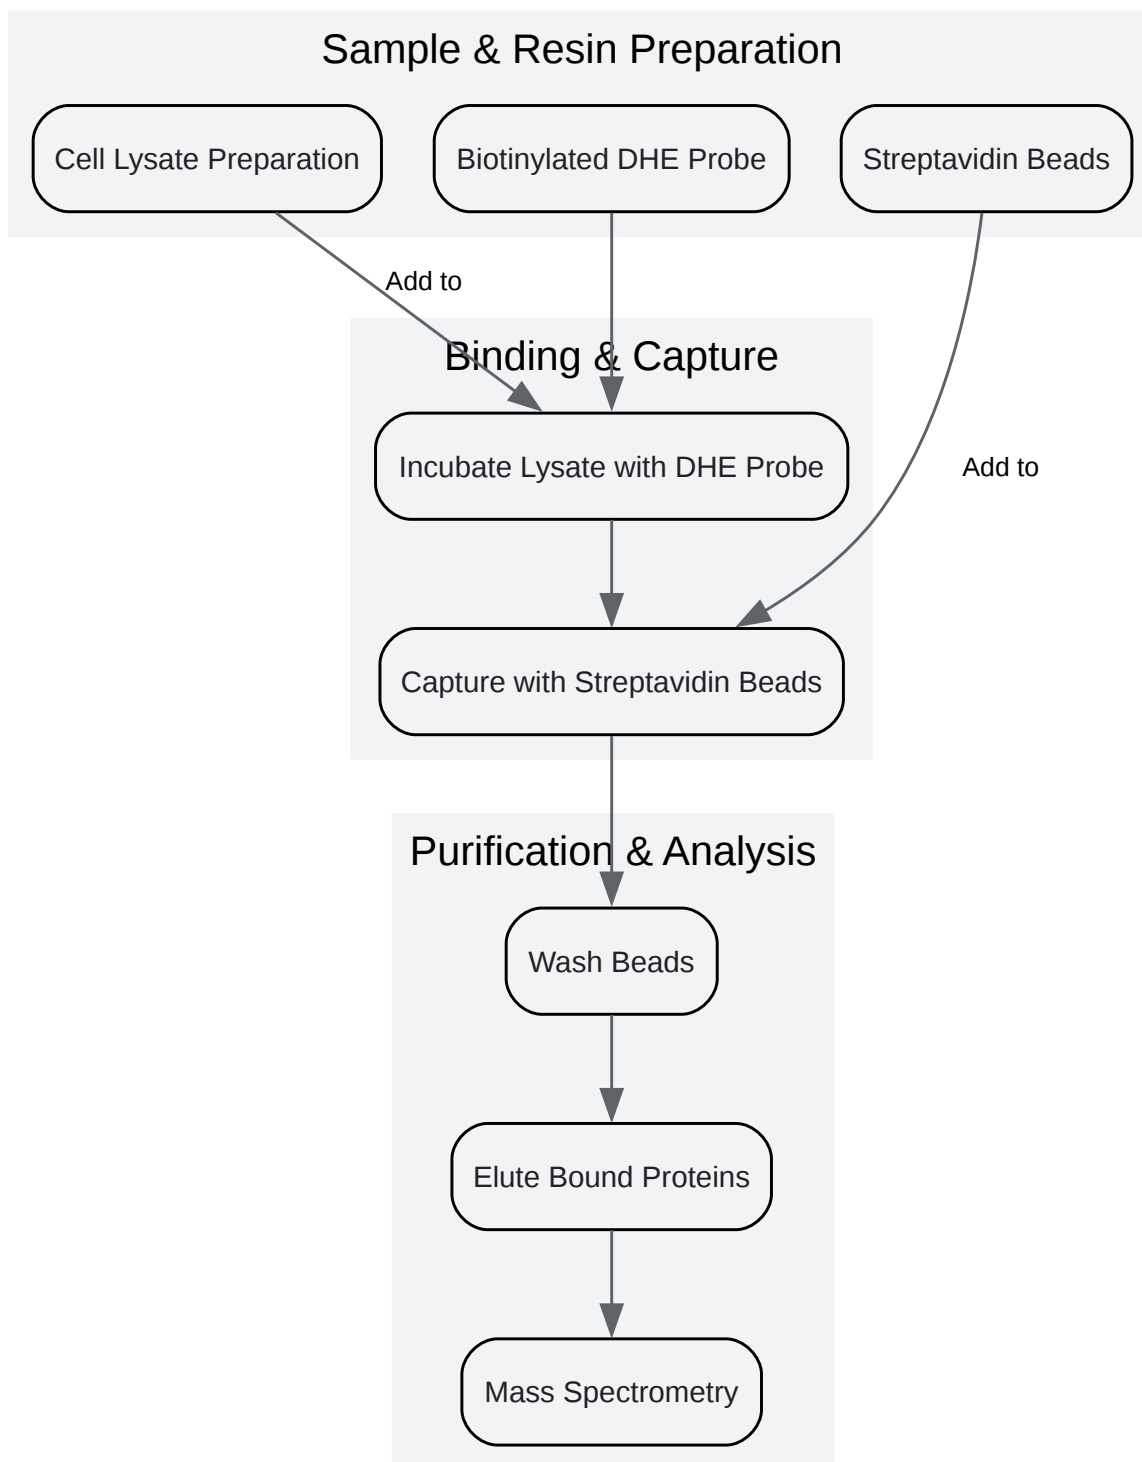 Sample & Resin Preparation
Cell Lysate Preparation
Biotinylated DHE Probe
Streptavidin Beads
Add to
Binding & Capture
Incubate Lysate with DHE Probe
Add to
Capture with Streptavidin Beads
Purification & Analysis
Wash Beads
Elute Bound Proteins
Mass Spectrometry